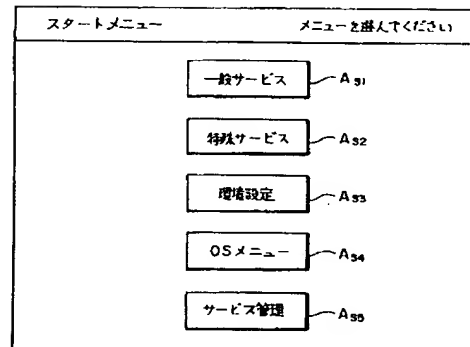 スタートメニュー メニューを選んでください
一般サービス A31
特殊サービス A32
環境設定 A33
OSメニュー A34
サービス管理 A35